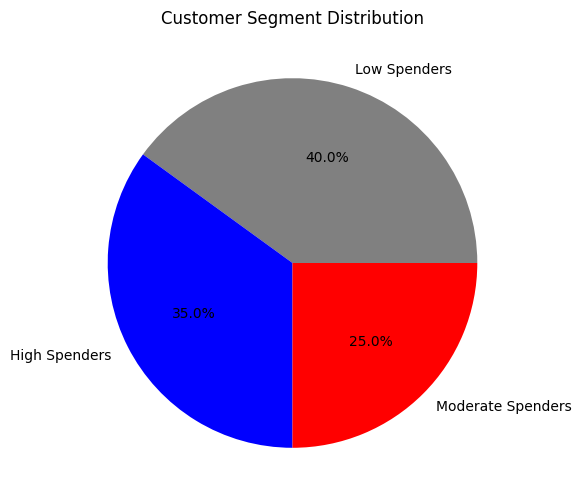 Customer Segment Distribution
Low Spenders
40.0%
35.0%
25.0%
High Spenders
Moderate Spenders